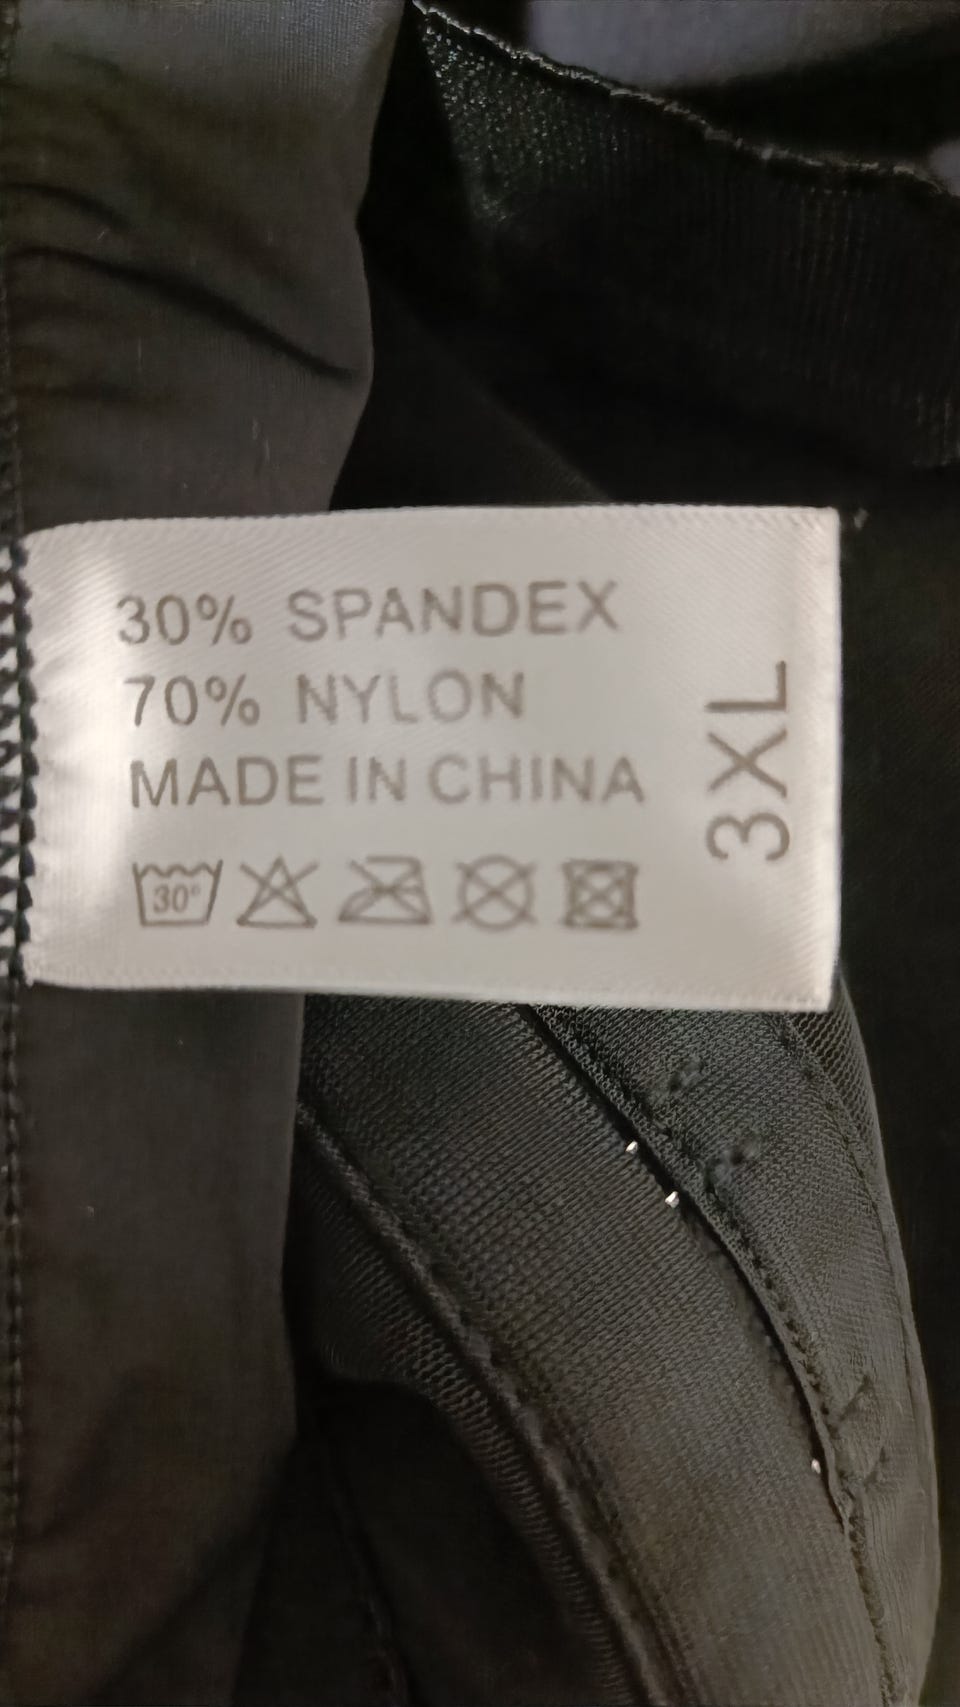 30% SPANDEX
70% NYLON
MADE IN CHINA
30°
3XL